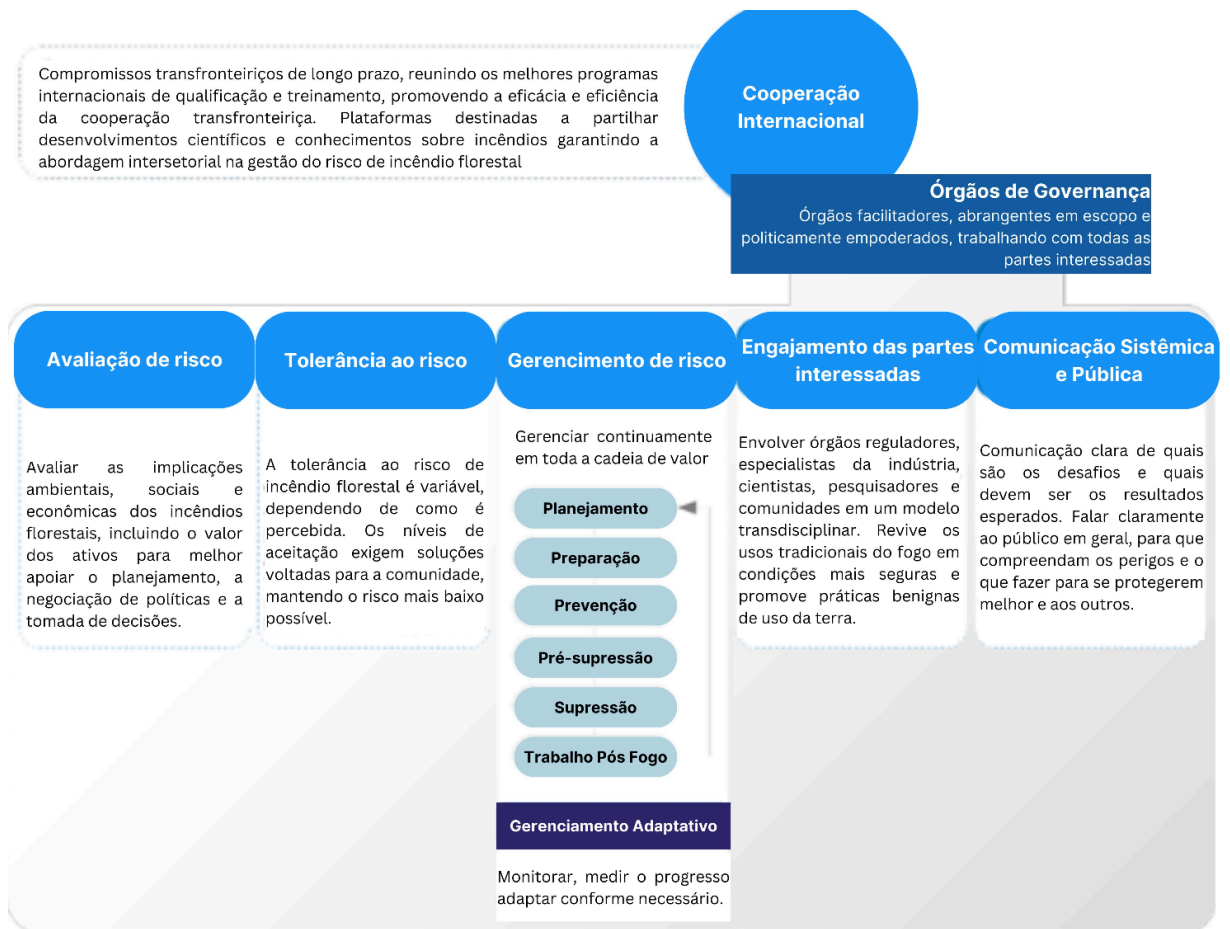 Compromissos transfronteiriços de longo prazo, reunindo os melhores programas
internacionais de qualificação e treinamento, promovendo a eficácia e eficiência
da cooperação transfronteiriça. Plataformas destinadas a partilhar
desenvolvimentos científicos e conhecimentos sobre incêndios garantindo a
abordagem intersetorial na gestão do risco de incêndio florestal
Cooperação
Internacional
Órgãos de Governança
Órgãos facilitadores, abrangentes em escopo e
politicamente empoderados, trabalhando com todas as
partes interessadas
Avaliação de risco
Avaliar as implicações
ambientais, sociais e
econômicas dos incêndios
florestais, incluindo o valor
dos ativos para melhor
apoiar o planejamento, a
negociação de políticas e a
tomada de decisões.
Tolerância ao risco
A tolerância ao risco de
incêndio florestal é variável,
dependendo de como é
percebida. Os níveis de
aceitação exigem soluções
voltadas para a comunidade,
mantendo o risco mais baixo
possível.
Gerencimento de risco
Gerenciar continuamente
em toda a cadeia de valor
Planejamento
Preparação
Prevenção
Pré-supressão
Supressão
Trabalho Pós Fogo
Gerenciamento Adaptativo
Monitorar, medir o progresso
adaptar conforme necessário.
Engajamento das partes
interessadas
Envolver órgãos reguladores,
especialistas da indústria,
cientistas, pesquisadores e
comunidades em um modelo
transdisciplinar. Revive os
usos tradicionais do fogo em
condições mais seguras e
promove práticas benignas
de uso da terra.
Comunicação Sistêmica
e Pública
Comunicação clara de quais
são os desafios e quais
devem ser os resultados
esperados. Falar claramente
ao público em geral, para que
compreendam os perigos e o
que fazer para se protegerem
melhor e aos outros.